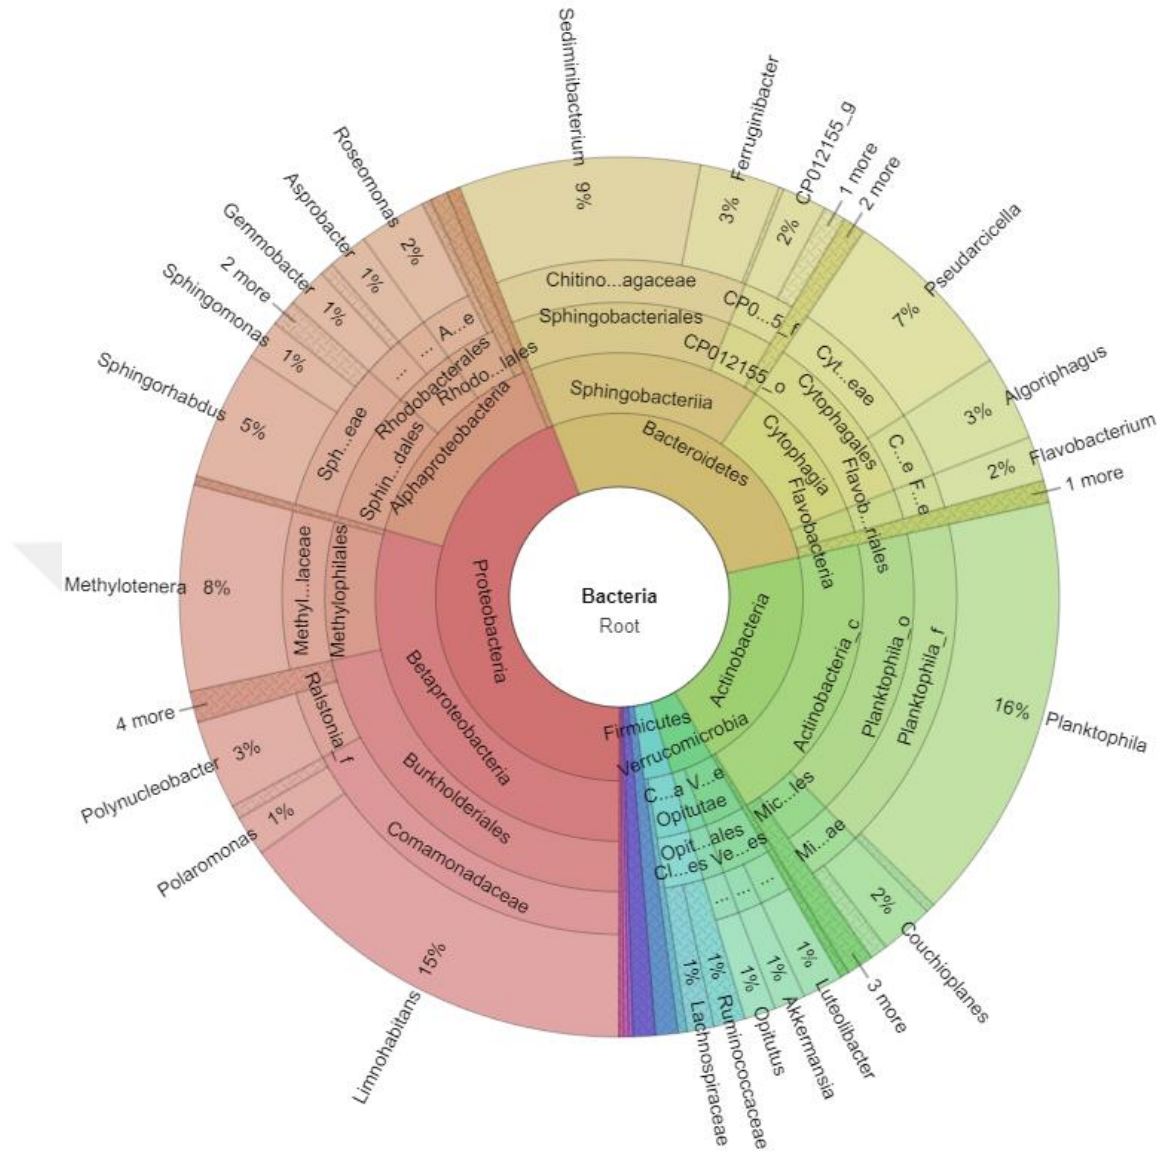 Bacteria
Root
Proteobacteria
Bacteroidetes
Actinobacteria
Firmicutes
Verrucomicrobia
Alphaproteobacteria
Betaproteobacteria
Sphingobacteriia
Cytophagia
Flavobacteriia
Actinobacteria_c
C...a
V...e
Opitutae
Sphin...dales
Rhodobacterales
Rhodo...lales
Methylophilales
Burkholderiales
Sphingobacteriales
CP012155_o
Cytophagales
Flavob...riales
Planktophila_o
Mic...les
Opit...ales
Cl...es
Ve...es
Sph...eae
...
A...e
Methyl...laceae
Ralstonia_f
Comamonadaceae
Chitino...agaceae
CP0...5_f
Cyt...eae
C...e
F...e
Planktophila_f
Mi...ae
...
...
...
Sediminibacterium
9%
Ferruginibacter
3%
CP012155_g
2%
1 more
2 more
Pseudarcicella
7%
Algoriphagus
3%
Flavobacterium
2%
1 more
Planktophila
16%
Couchioplanes
2%
3 more
Luteolibacter
1%
Akkermansia
1%
Opitutus
1%
Ruminococcaceae
1%
Lachnospiraceae
1%
Limnohabitans
15%
Polaromonas
1%
Polynucleobacter
3%
4 more
Methylotenera
8%
Sphingorhabdus
5%
Sphingomonas
1%
2 more
Gemmobacter
1%
Asprobacter
1%
Roseomonas
2%